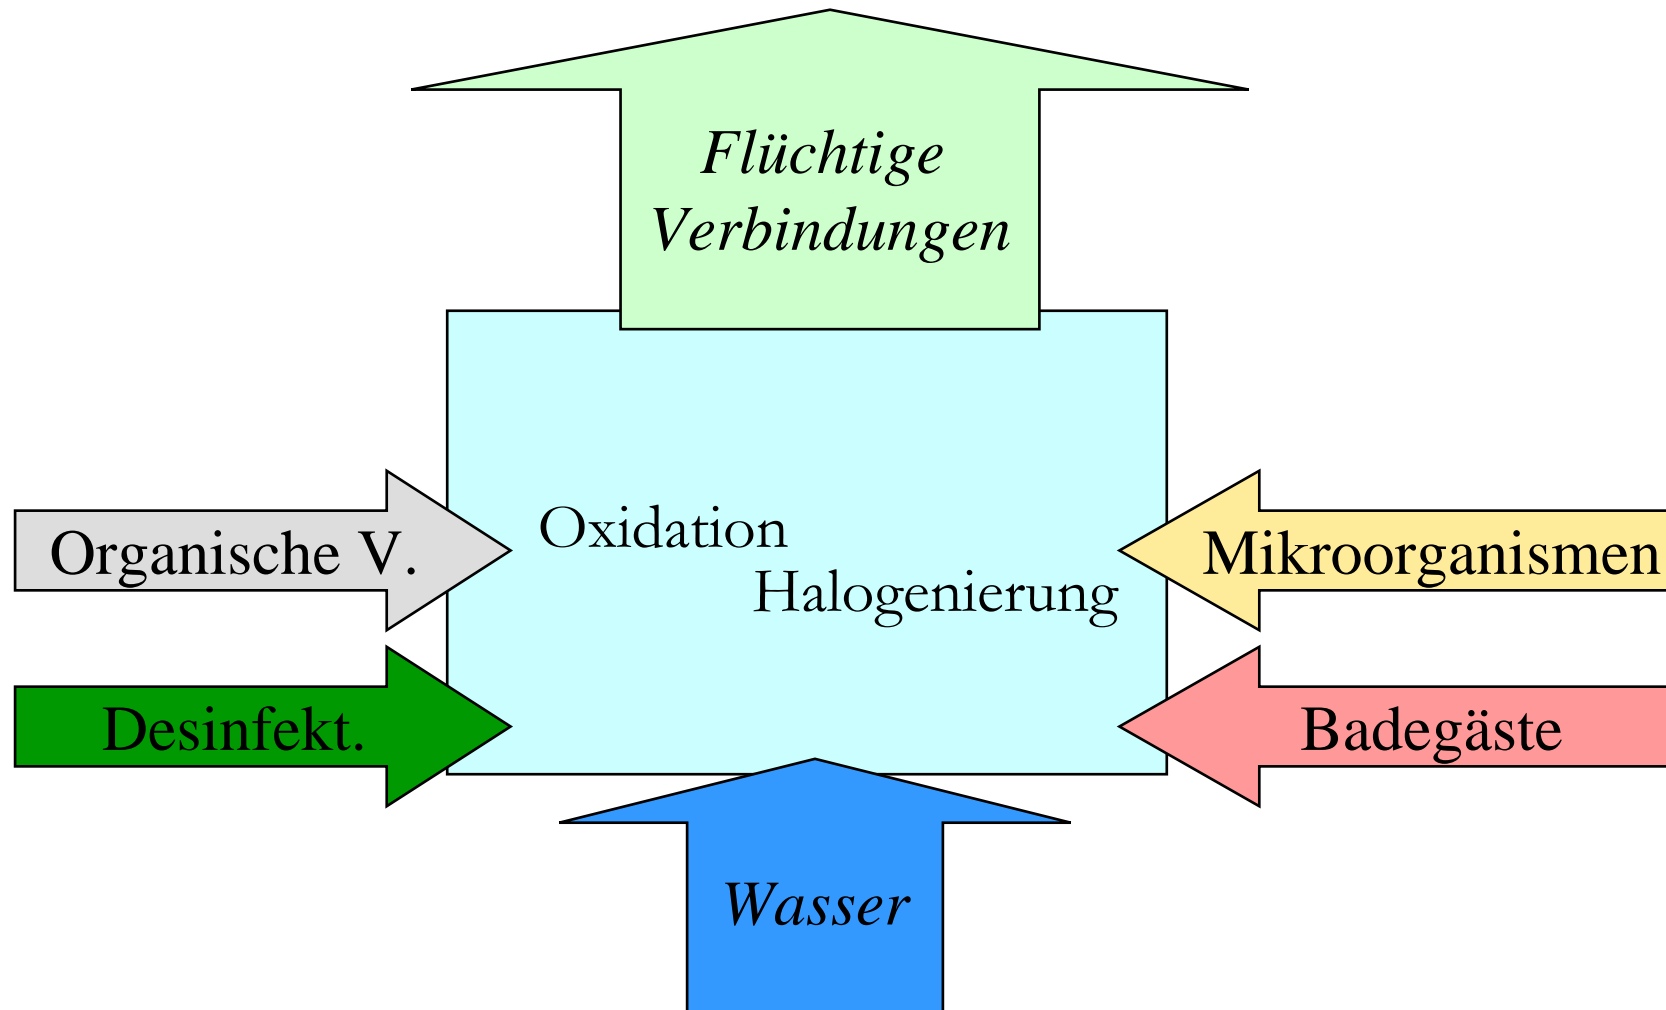 Flüchtige
Verbindungen
Organische V.
Oxidation
Mikroorganismen
Halogenierung
Desinfekt.
Badegäste
Wasser